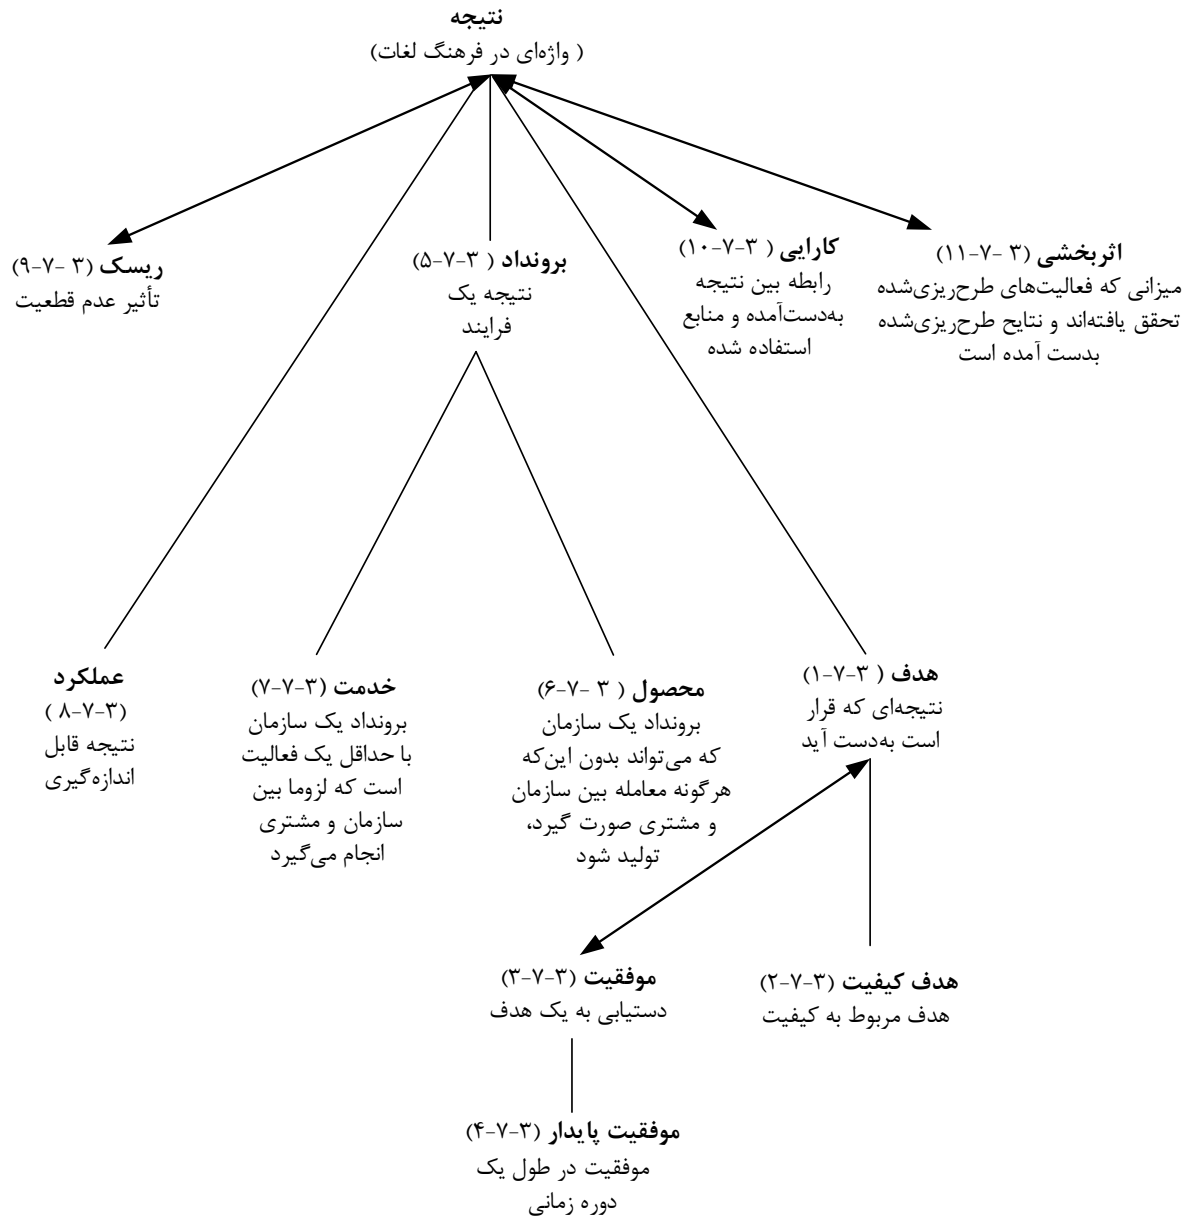 نتیجه
( واژه‌ای در فرهنگ لغات)
اثربخشی (۳ -۷-۱۱)
میزانی که فعالیت‌های طرح‌ریزی‌شده
تحقق یافته‌اند و نتایح طرح‌ریزی‌شده
بدست آمده است
کارایی ( ۳-۷-۱۰)
رابطه بین نتیجه
به‌دست‌آمده و منابع
استفاده شده
برونداد ( ۳-۷-۵)
نتیجه یک
فرایند
ریسک (۳ -۷-۹)
تأثیر عدم قطعیت
هدف ( ۳-۷-۱)
نتیجه‌ای که قرار
است به‌دست آید
محصول ( ۳ -۷-۶)
برونداد یک سازمان
که می‌تواند بدون این‌که
هرگونه معامله بین سازمان
و مشتری صورت گیرد،
تولید شود
خدمت (۳-۷-۷)
برونداد یک سازمان
با حداقل یک فعالیت
است که لزوما بین
سازمان و مشتری
انجام می‌گیرد
عملکرد
(۳-۷-۸ )
نتیجه قابل
اندازه‌گیری
هدف کیفیت (۳-۷-۲)
هدف مربوط به کیفیت
موفقیت (۳-۷-۳)
دستیابی به یک هدف
موفقیت پایدار (۳-۷-۴)
موفقیت در طول یک
دوره زمانی